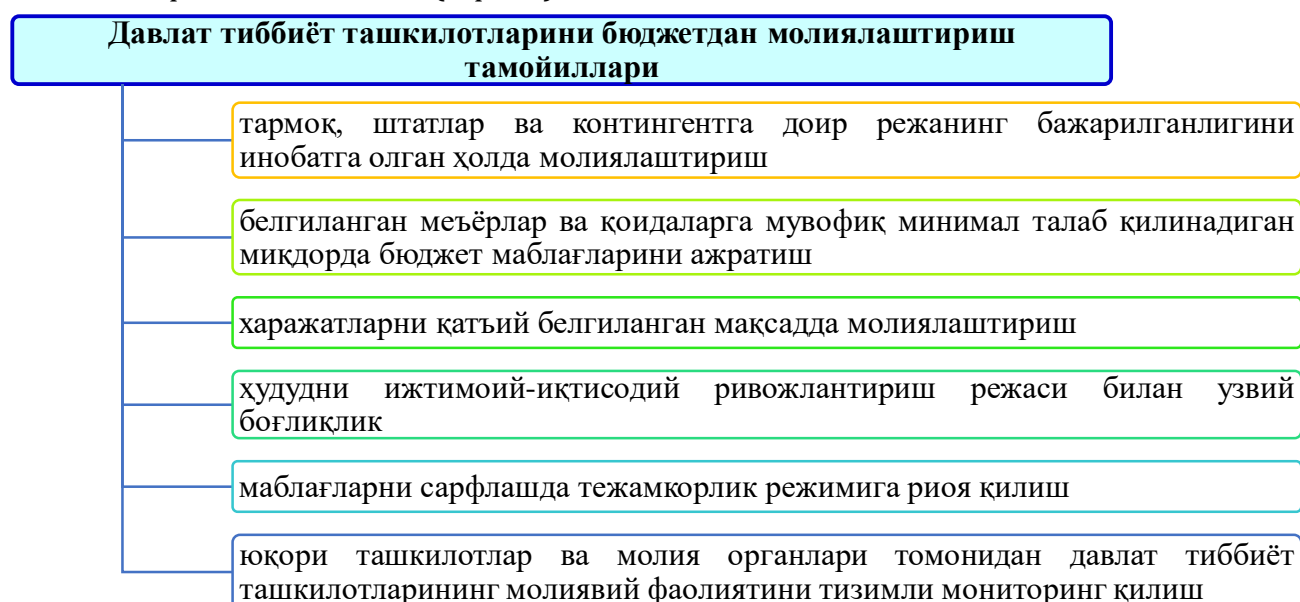 Давлат тиббиёт ташкилотларини бюджетдан молиялаштириш
тамойиллари
тармоқ, штатлар ва контингентга доир режанинг бажарилганлигини
инобатга олган ҳолда молиялаштириш
белгиланган меъёрлар ва қоидаларга мувофиқ минимал талаб қилинадиган
миқдорда бюджет маблағларини ажратиш
харажатларни қатъий белгиланган мақсадда молиялаштириш
ҳудудни ижтимоий-иқтисодий ривожлантириш режаси билан узвий
боғлиқлик
маблағларни сарфлашда тежамкорлик режимига риоя қилиш
юқори ташкилотлар ва молия органлари томонидан давлат тиббиёт
ташкилотларининг молиявий фаолиятини тизимли мониторинг қилиш